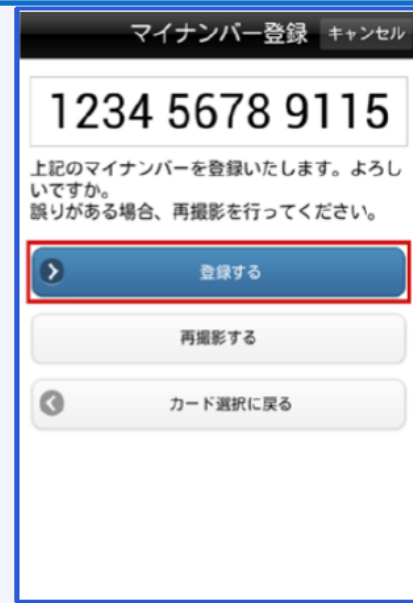 マイナンバー登録 キャンセル
1234 5678 9115
上記のマイナンバーを登録いたします。よろし
いですか。
誤りがある場合、再撮影を行ってください。
登録する
再撮影する
カード選択に戻る